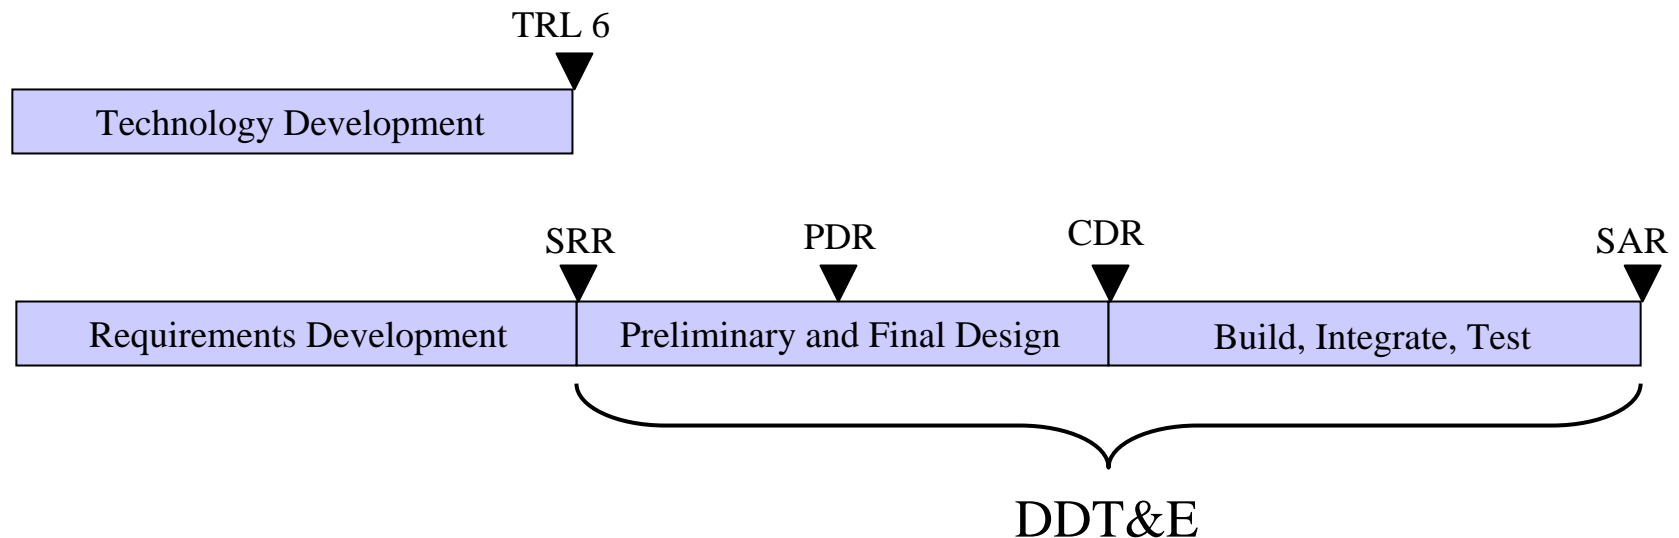 TRL 6
Technology Development
SRR
PDR
CDR
SAR
Requirements Development
Preliminary and Final Design
Build, Integrate, Test
DDT&E